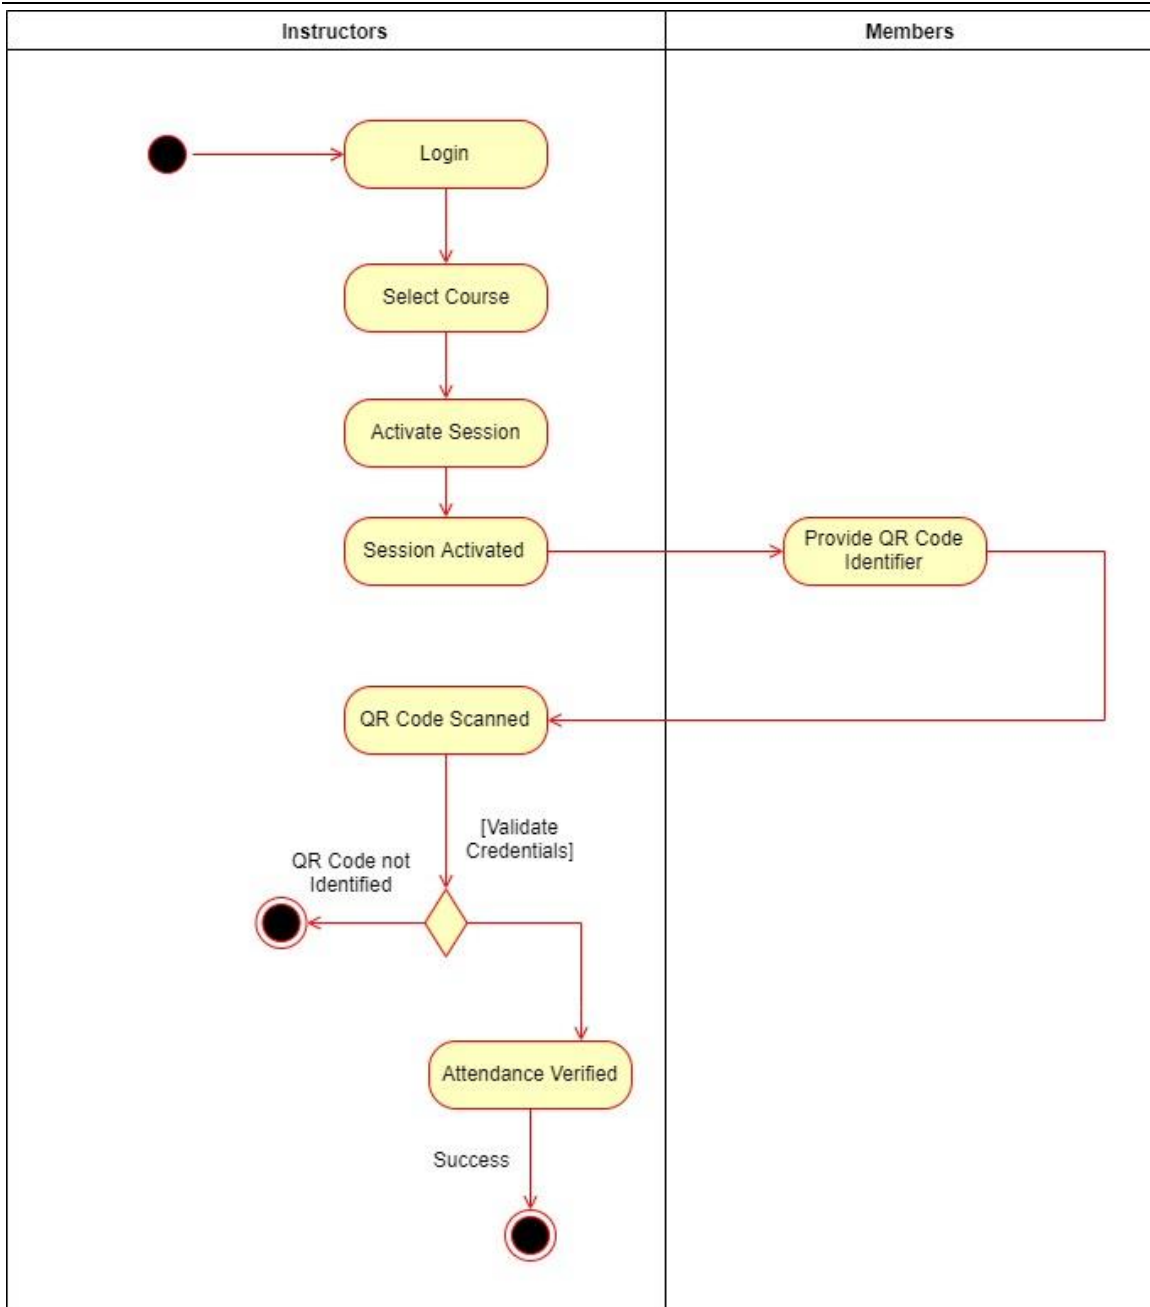 Instructors
Members
Login
Select Course
Activate Session
Session Activated
Provide QR Code
Identifier
QR Code Scanned
[Validate
Credentials]
QR Code not
Identified
Attendance Verified
Success